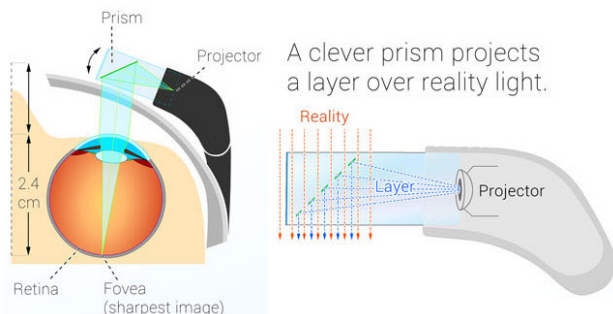 Prism
Projector
2.4
cm
Retina
Fovea
(sharpest image)
A clever prism projects
a layer over reality light.
Reality
Layer
Projector